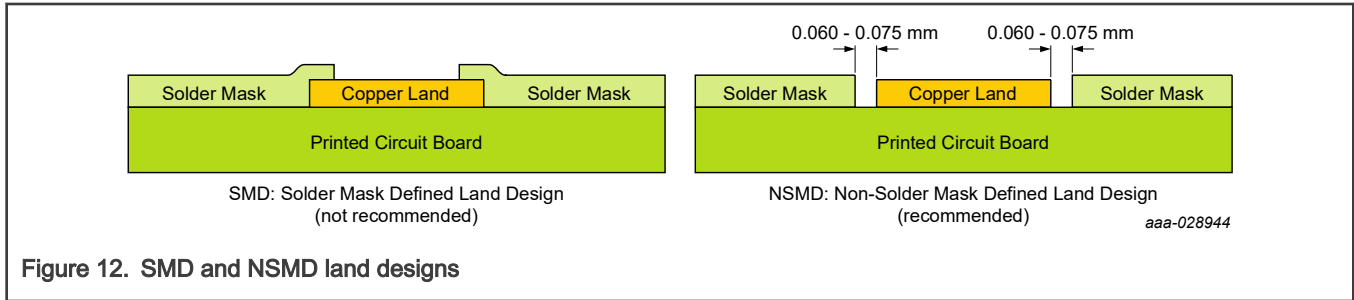 0.060 - 0.075 mm
0.060 - 0.075 mm
Solder Mask
Copper Land
Solder Mask
Printed Circuit Board
SMD: Solder Mask Defined Land Design
(not recommended)
Solder Mask
Copper Land
Solder Mask
Printed Circuit Board
NSMD: Non-Solder Mask Defined Land Design
(recommended)
aaa-028944
Figure 12. SMD and NSMD land designs